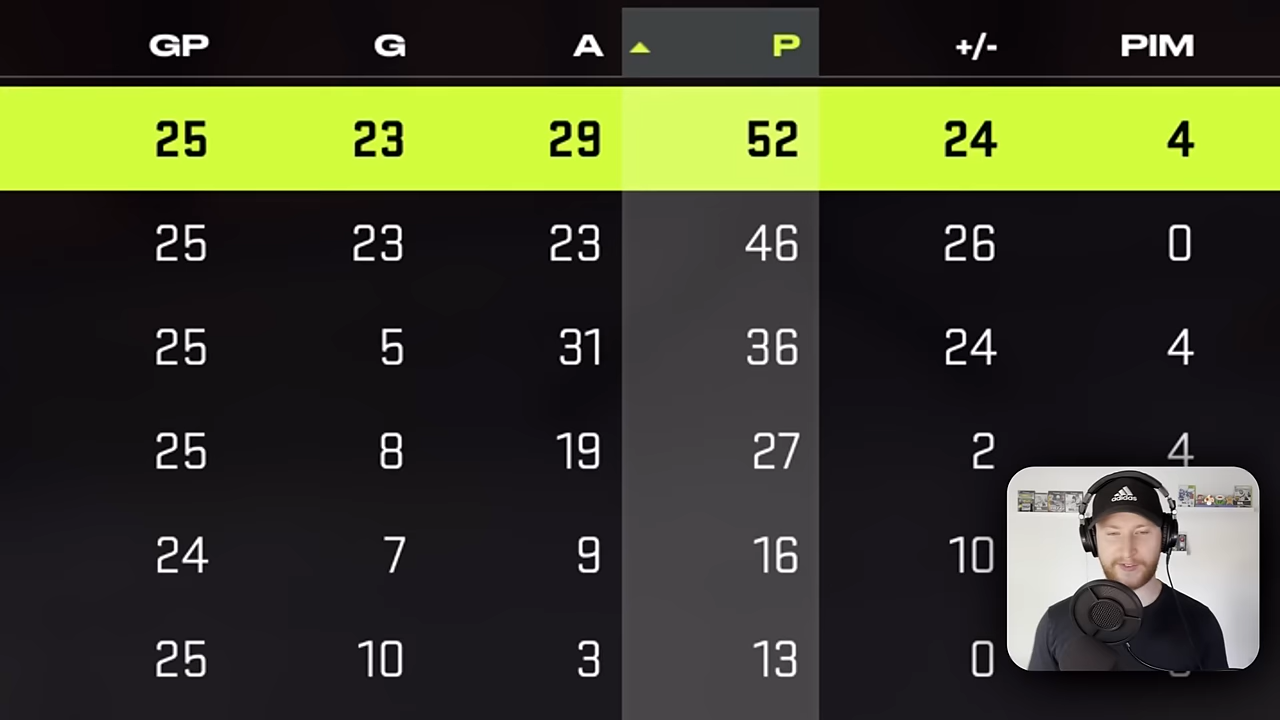 GP G A P +/- PIM
25 23 29 52 24 4
25 23 23 46 26 0
25 5 31 36 24 4
25 8 19 27 2 4
24 7 9 16 10
25 10 3 13 0
adidas